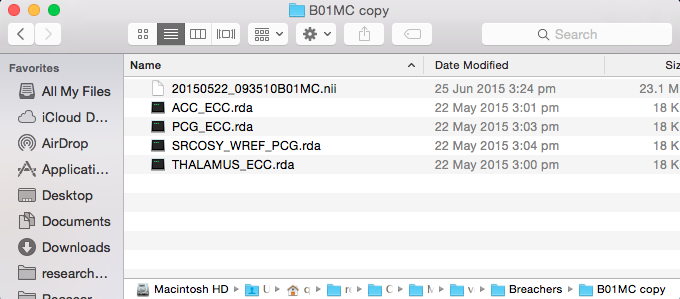 B01MC copy
Search
Favorites
Name Date Modified Siz
All My Files
20150522_093510B01MC.nii 25 Jun 2015 3:24 pm 23.1 M
iCloud D...
ACC_ECC.rda 22 May 2015 3:01 pm 18 K
AirDrop
PCG_ECC.rda 22 May 2015 3:03 pm 18 K
Applicati...
SRCOSY_WREF_PCG.rda 22 May 2015 3:04 pm 18 K
Desktop
THALAMUS_ECC.rda 22 May 2015 3:00 pm 18 K
Documents
Downloads
research...
Macintosh HD U q re C M v Breachers B01MC copy